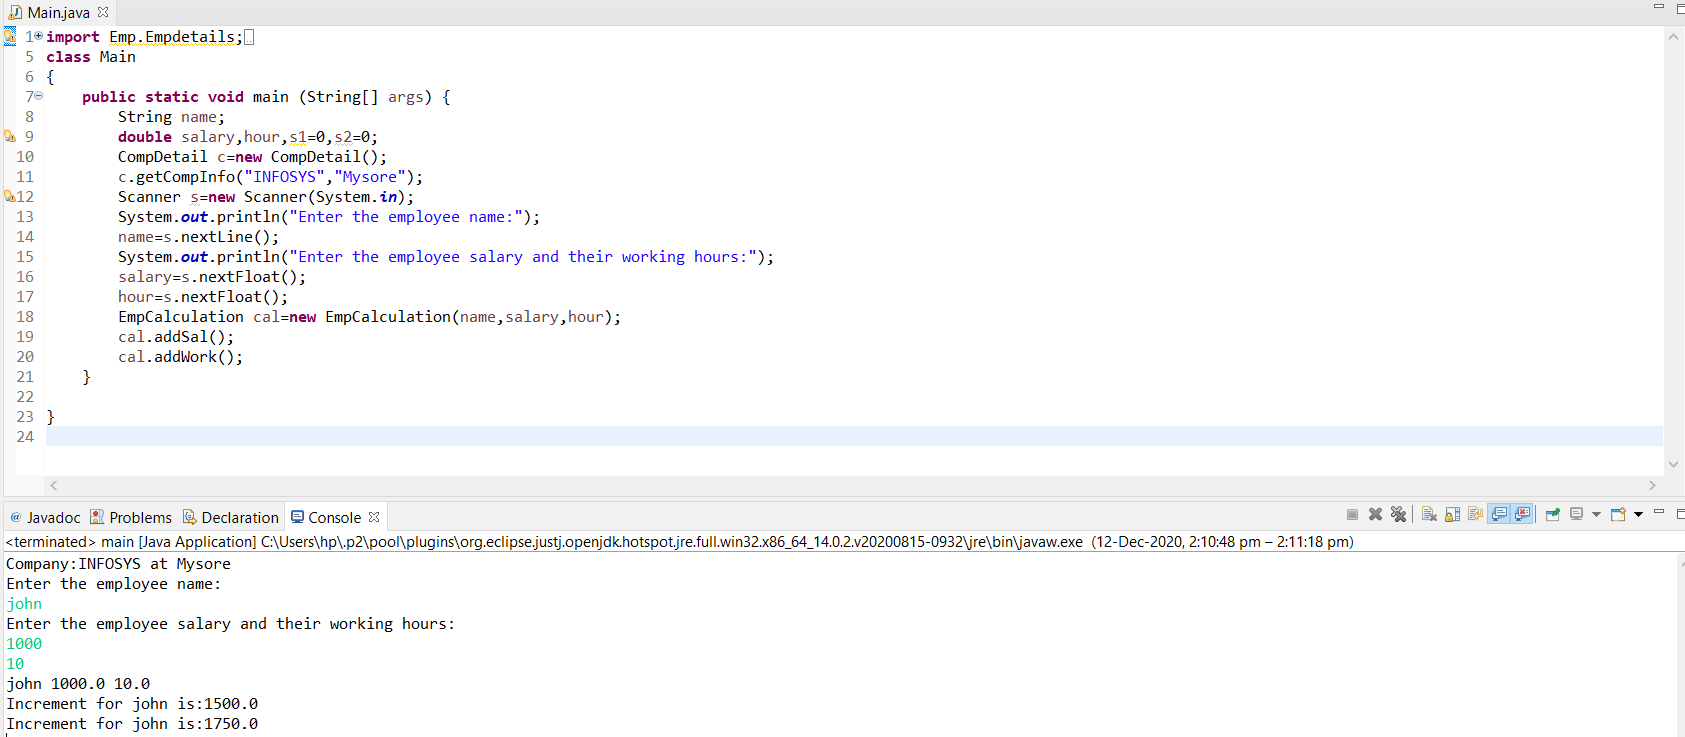 Main.java
1 import Emp.Empdetails;
5 class Main
6 {
7 public static void main (String[] args) {
8 String name;
9 double salary,hour,s1=0,s2=0;
10 CompDetail c=new CompDetail();
11 c.getCompInfo("INFOSYS","Mysore");
12 Scanner s=new Scanner(System.in);
13 System.out.println("Enter the employee name:");
14 name=s.nextLine();
15 System.out.println("Enter the employee salary and their working hours:");
16 salary=s.nextFloat();
17 hour=s.nextFloat();
18 EmpCalculation cal=new EmpCalculation(name,salary,hour);
19 cal.addSal();
20 cal.addWork();
21 }
22
23 }
24
@ Javadoc Problems Declaration Console
<terminated> main [Java Application] C:\Users\hp\.p2\pool\plugins\org.eclipse.justj.openjdk.hotspot.jre.full.win32.x86_64_14.0.2.v20200815-0932\jre\bin\javaw.exe (12-Dec-2020, 2:10:48 pm – 2:11:18 pm)
Company:INFOSYS at Mysore
Enter the employee name:
john
Enter the employee salary and their working hours:
1000
10
john 1000.0 10.0
Increment for john is:1500.0
Increment for john is:1750.0